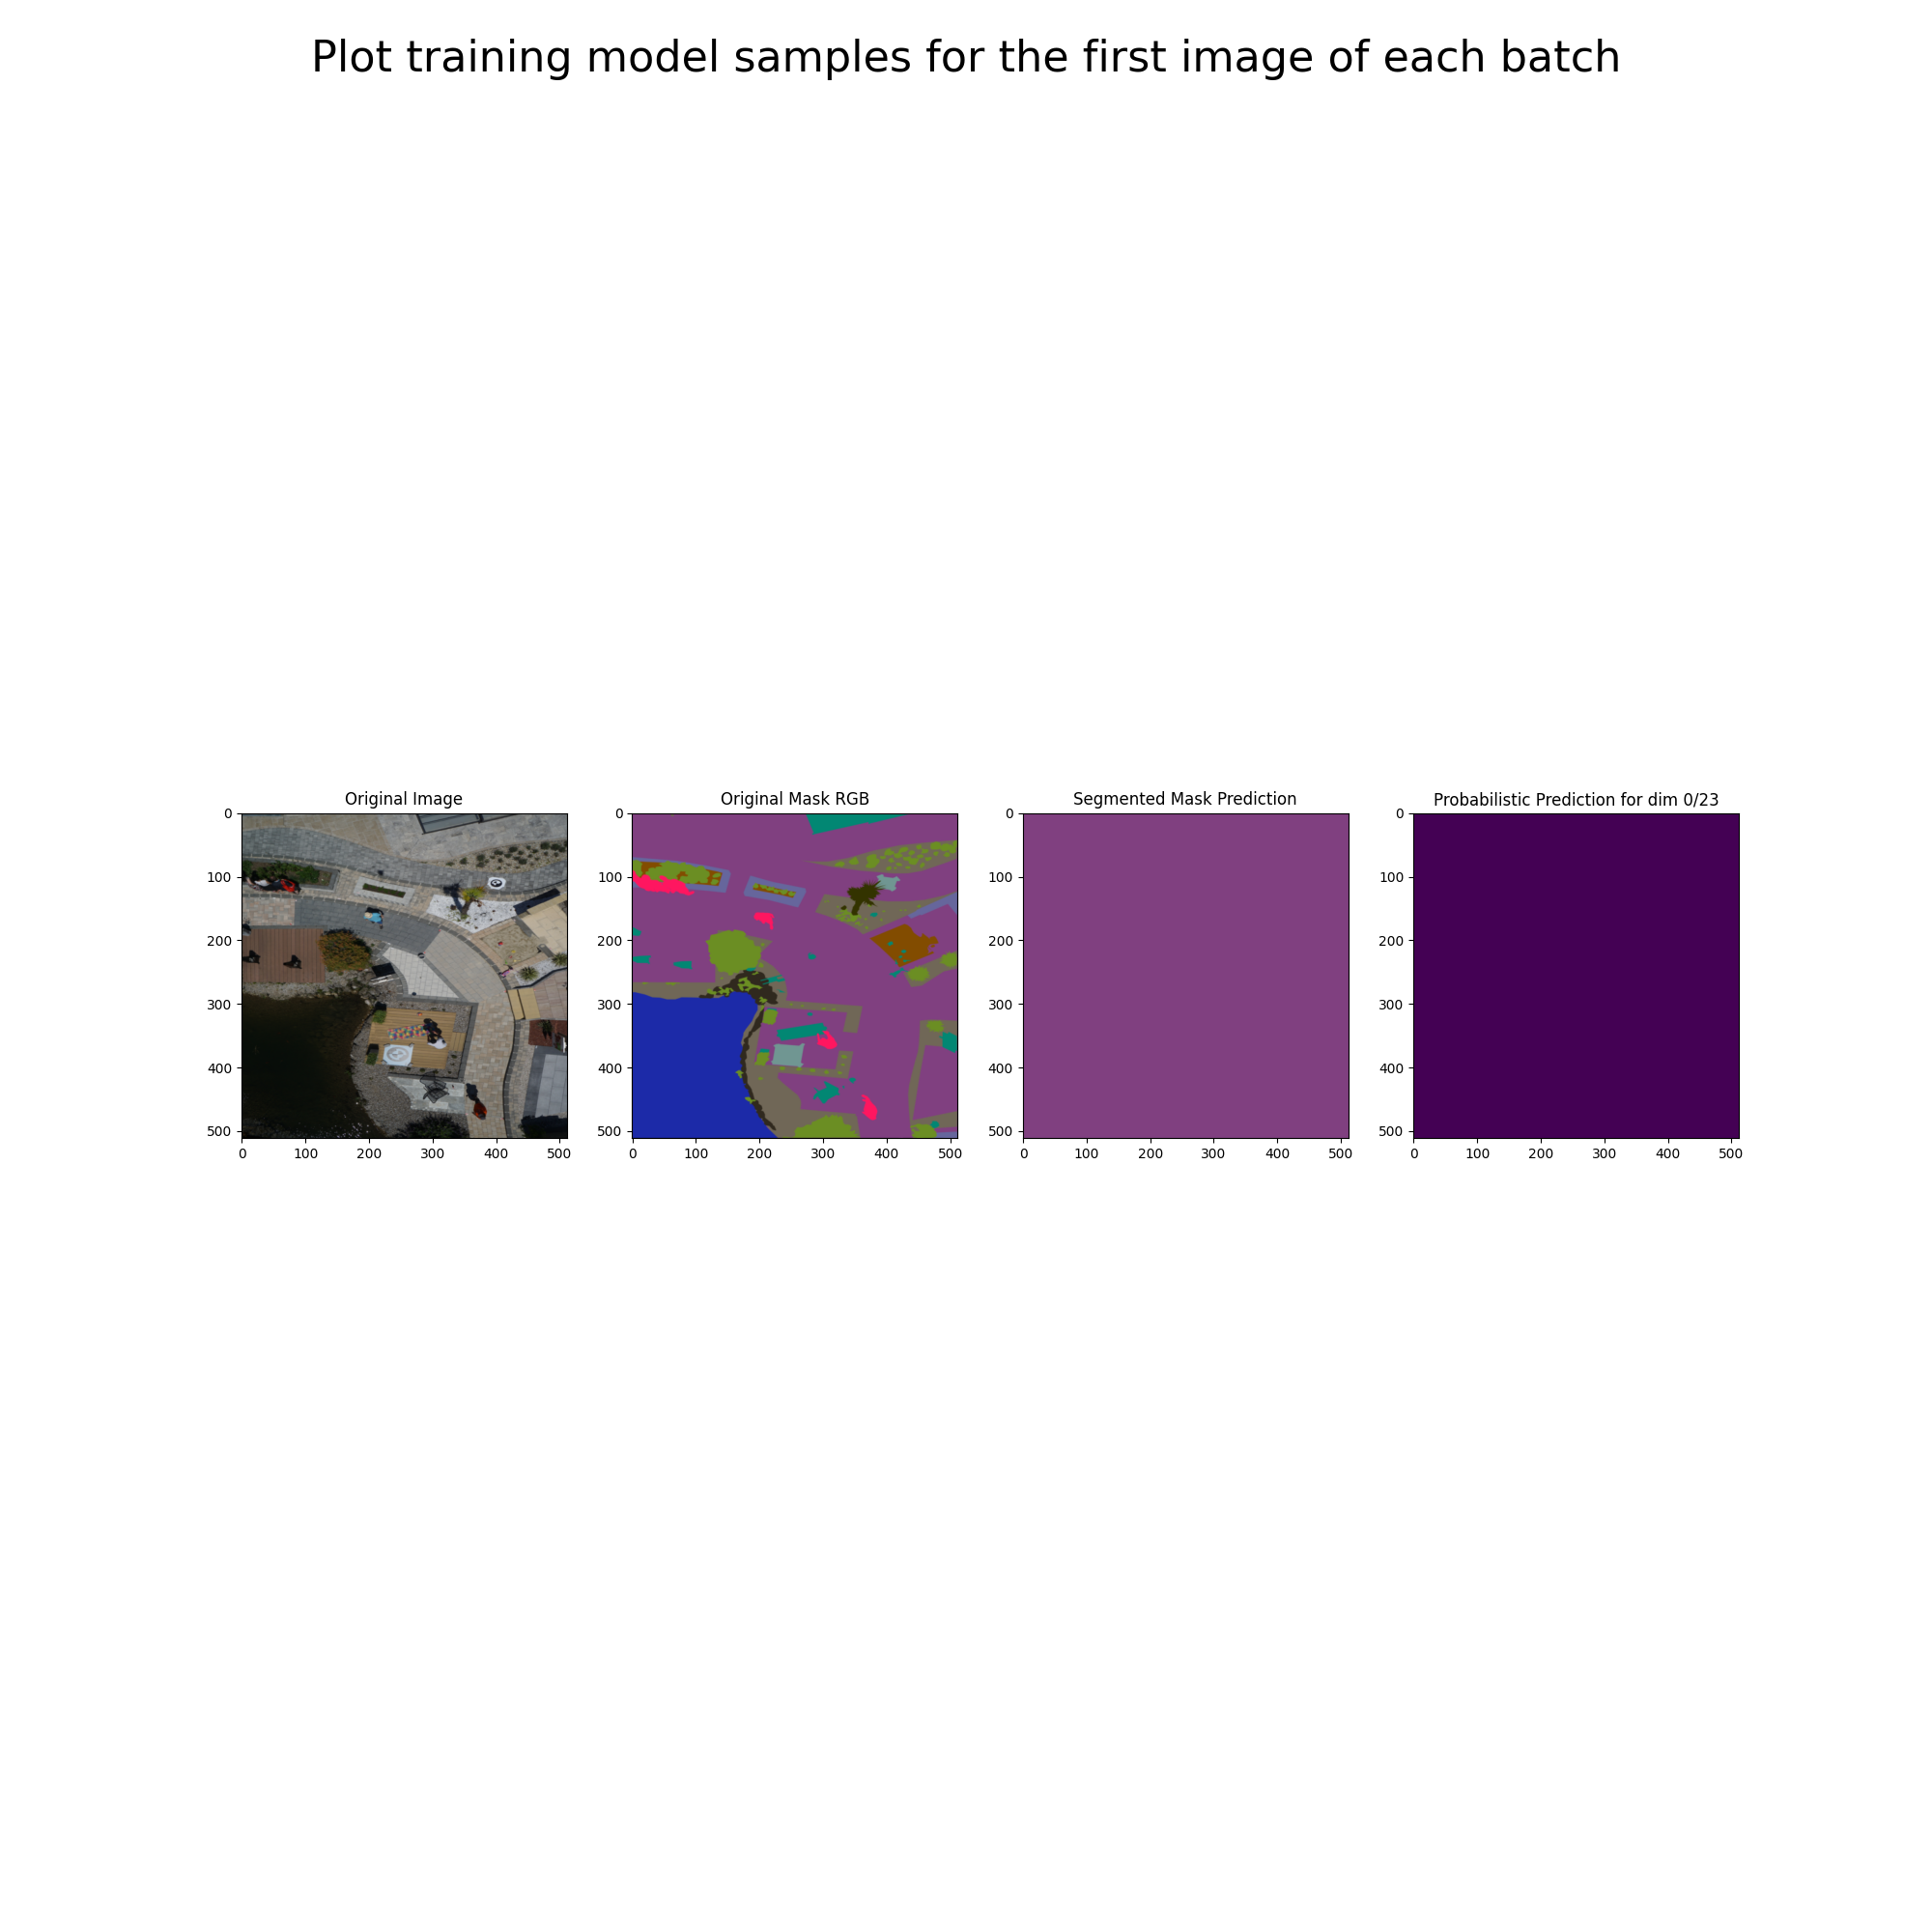 Plot training model samples for the first image of each batch
Original Image
0
100
200
300
400
500
0 100 200 300 400 500
Original Mask RGB
0
100
200
300
400
500
0 100 200 300 400 500
Segmented Mask Prediction
0
100
200
300
400
500
0 100 200 300 400 500
Probabilistic Prediction for dim 0/23
0
100
200
300
400
500
0 100 200 300 400 500